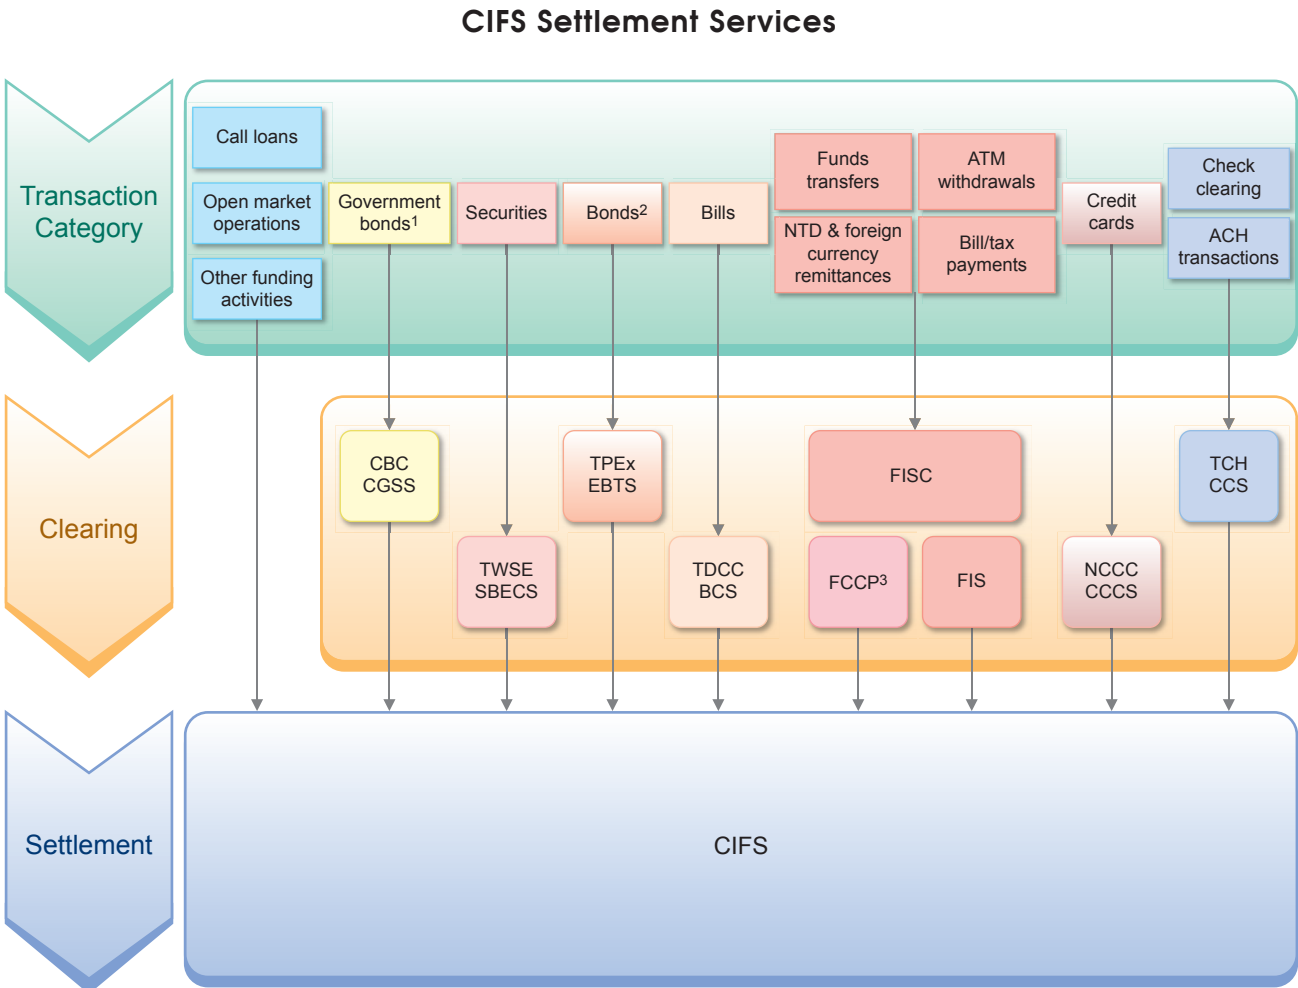 CIFS Settlement Services
Transaction
Category
Call loans
Open market
operations
Other funding
activities
Government
bonds1
Securities
Bonds2
Bills
Funds
transfers
ATM
withdrawals
NTD & foreign
currency
remittances
Bill/tax
payments
Credit
cards
Check
clearing
ACH
transactions
Clearing
CBC
CGSS
TWSE
SBECS
TPEx
EBTS
TDCC
BCS
FISC
FCCP3
FIS
NCCC
CCCS
TCH
CCS
Settlement
CIFS